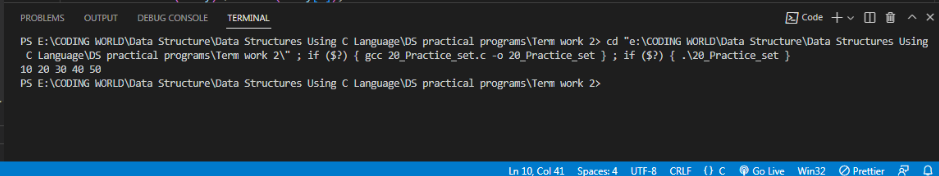 PROBLEMS OUTPUT DEBUG CONSOLE TERMINAL Code
PS E:\CODING WORLD\Data Structure\Data Structures Using C Language\DS practical programs\Term work 2> cd "e:\CODING WORLD\Data Structure\Data Structures Using
C Language\DS practical programs\Term work 2\" ; if ($?) { gcc 20_Practice_set.c -o 20_Practice_set } ; if ($?) { .\20_Practice_set }
10 20 30 40 50
PS E:\CODING WORLD\Data Structure\Data Structures Using C Language\DS practical programs\Term work 2>
Ln 10, Col 41 Spaces: 4 UTF-8 CRLF {} C Go Live Win32 Prettier